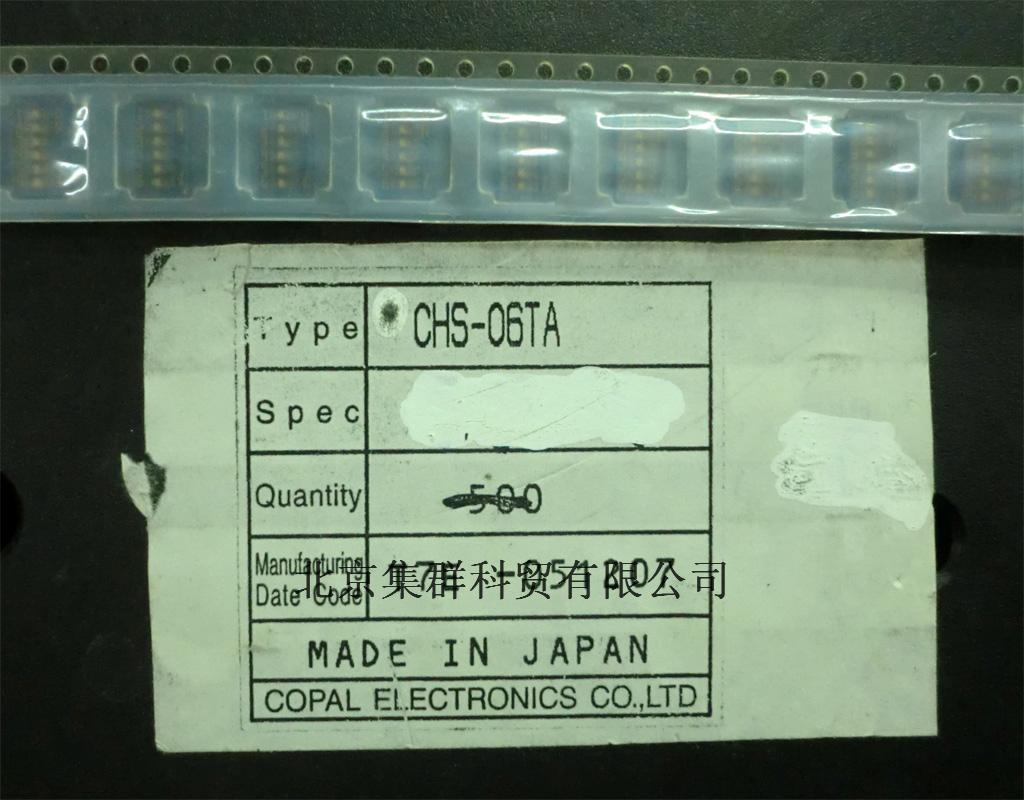 Type CHS-06TA
Spec
Quantity 500
Manufacturing
Date Code
北京集群科贸有限公司
MADE IN JAPAN
COPAL ELECTRONICS CO.,LTD